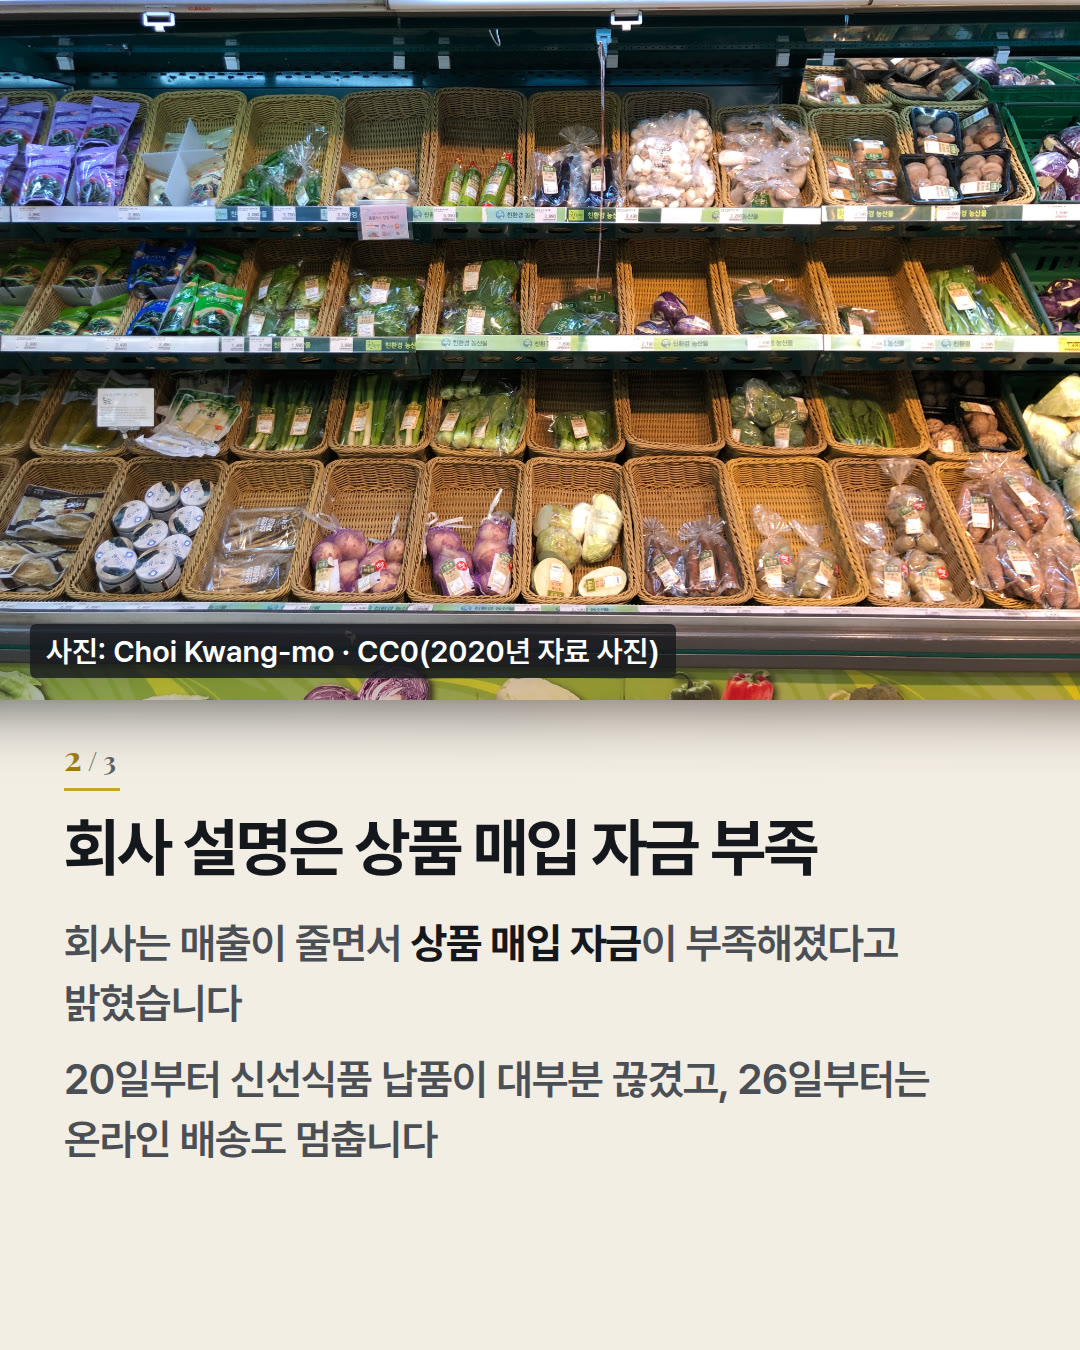 사진: Choi Kwang-mo · CC0(2020년 자료 사진)
2 / 3
회사 설명은 상품 매입 자금 부족
회사는 매출이 줄면서 상품 매입 자금이 부족해졌다고
밝혔습니다
20일부터 신선식품 납품이 대부분 끊겼고, 26일부터는
온라인 배송도 멈춥니다